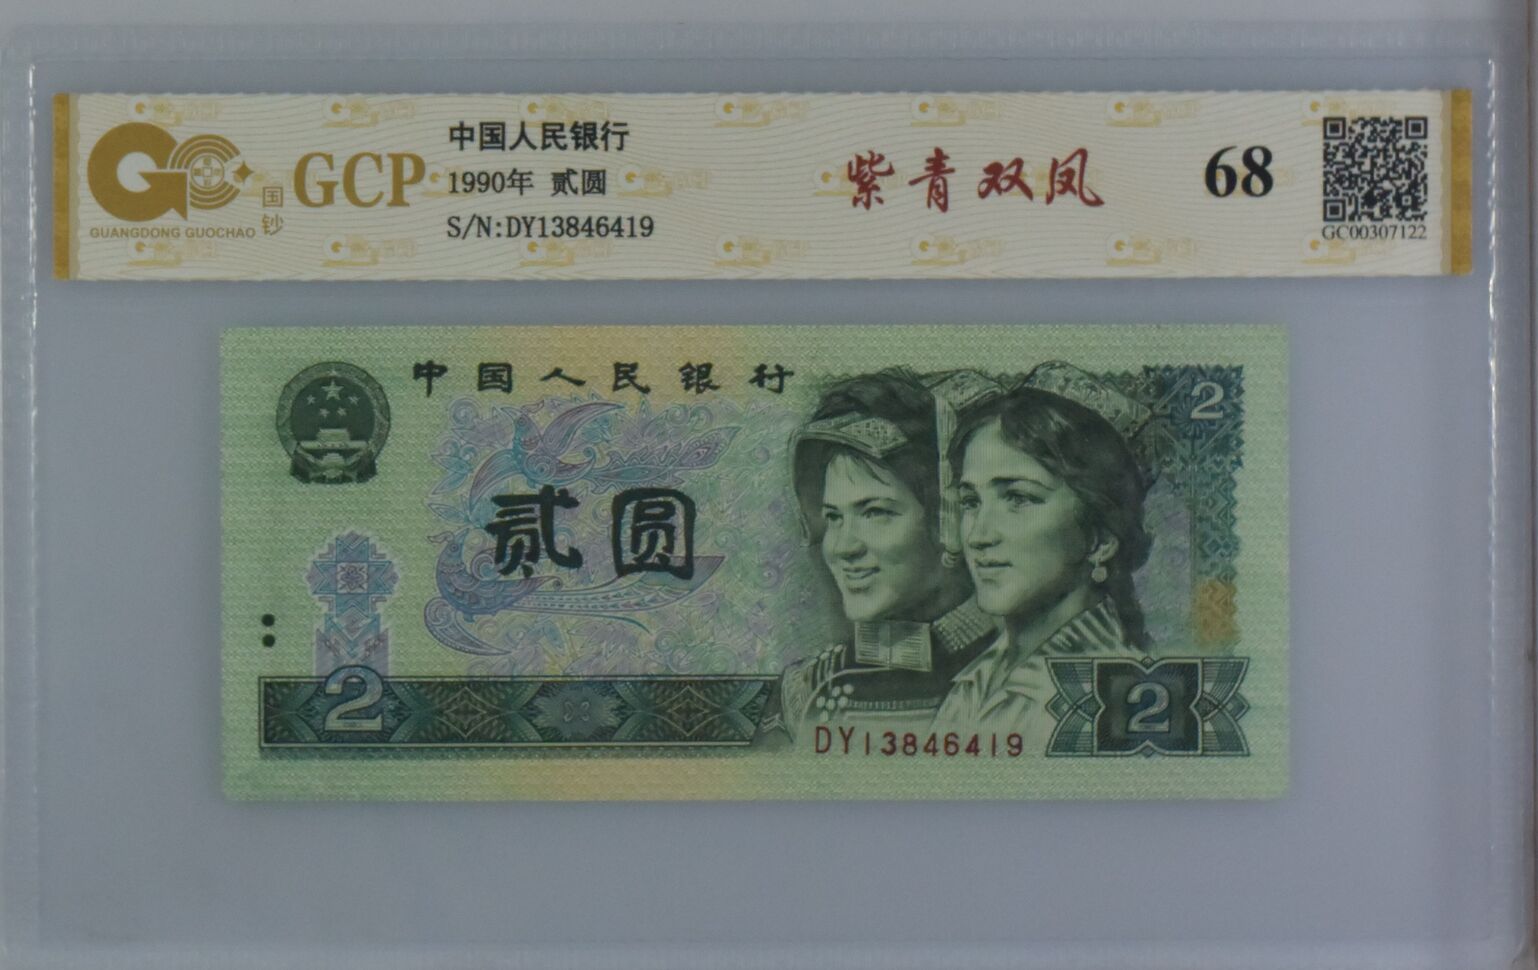 GCP
国钞
GUANGDONG GUOCHAO
中国人民银行
1990年 贰圆
S/N:DY13846419
紫青双凤
68
GC00307122
中国人民银行
2
贰圆
2
2
DY13846419